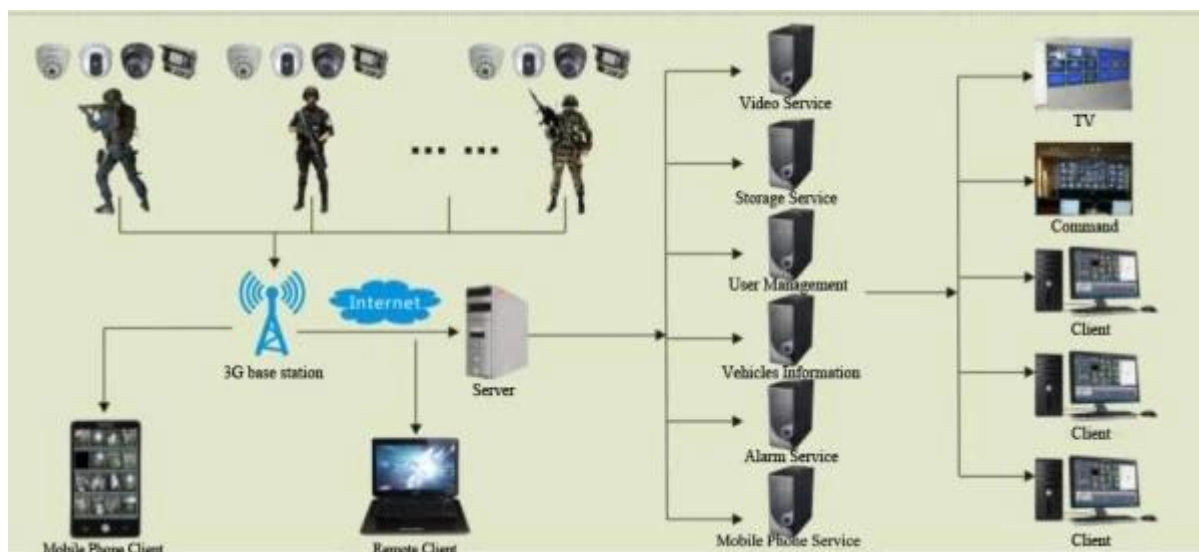 Video Service
TV
Storage Service
Command
User Management
Internet
Client
3G base station
Server
Vehicles Information
Client
Alarm Service
Mobile Phone Client
Remote Client
Mobile Phone Service
Client